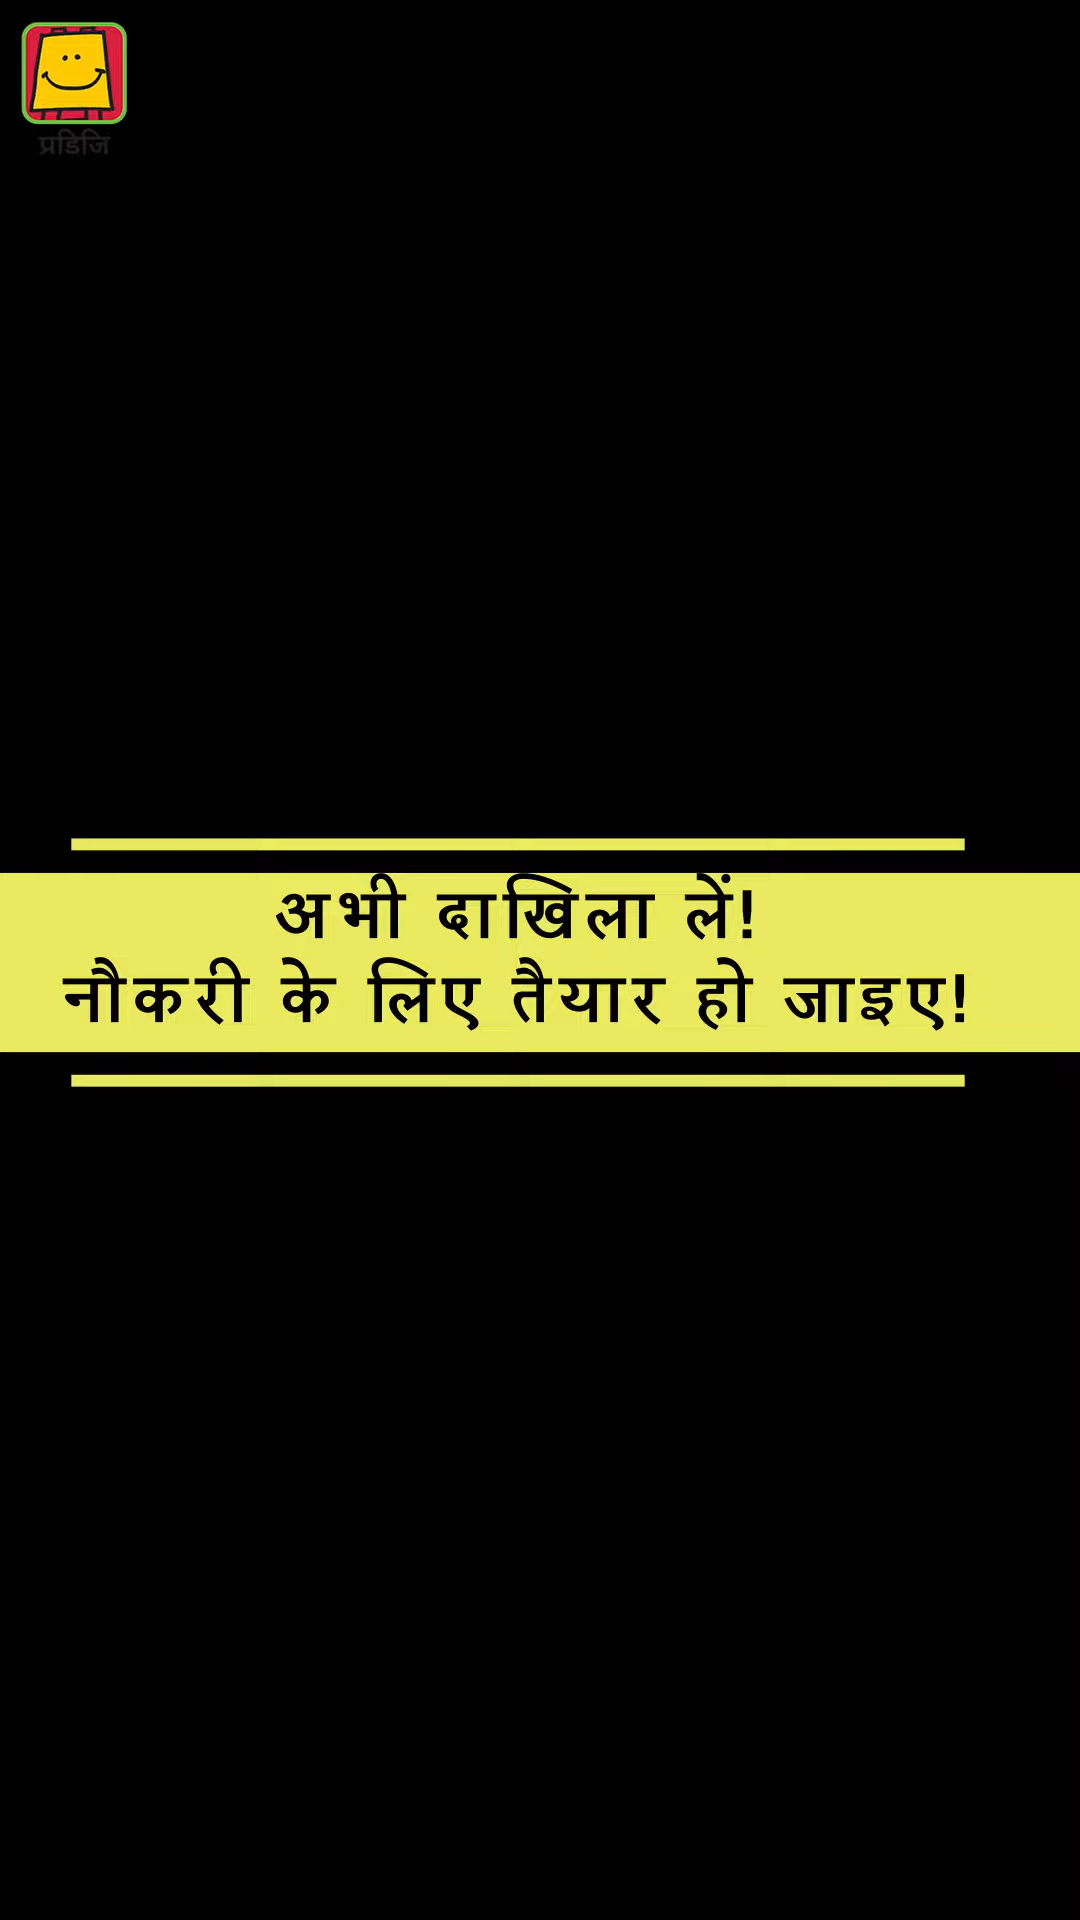 प्रडिजि
अभी दाखिला लें!
नौकरी के लिए तैयार हो जाइए!